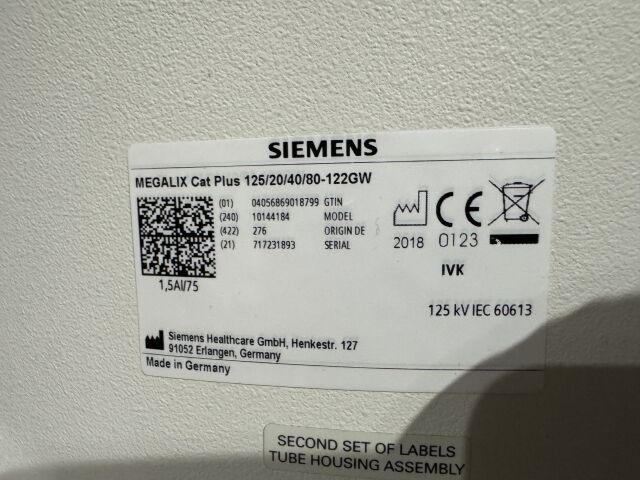 SIEMENS
MEGALIX Cat Plus 125/20/40/80-122GW
(01) 04056869018799 GTIN
(240) 10144184 MODEL
(422) 276 ORIGIN DE
(21) 717231893 SERIAL
2018
CE 0123
1,5Al/75
IVK
125 kV IEC 60613
Siemens Healthcare GmbH, Henkestr. 127
91052 Erlangen, Germany
Made in Germany
SECOND SET OF LABELS
TUBE HOUSING ASSEMBLY